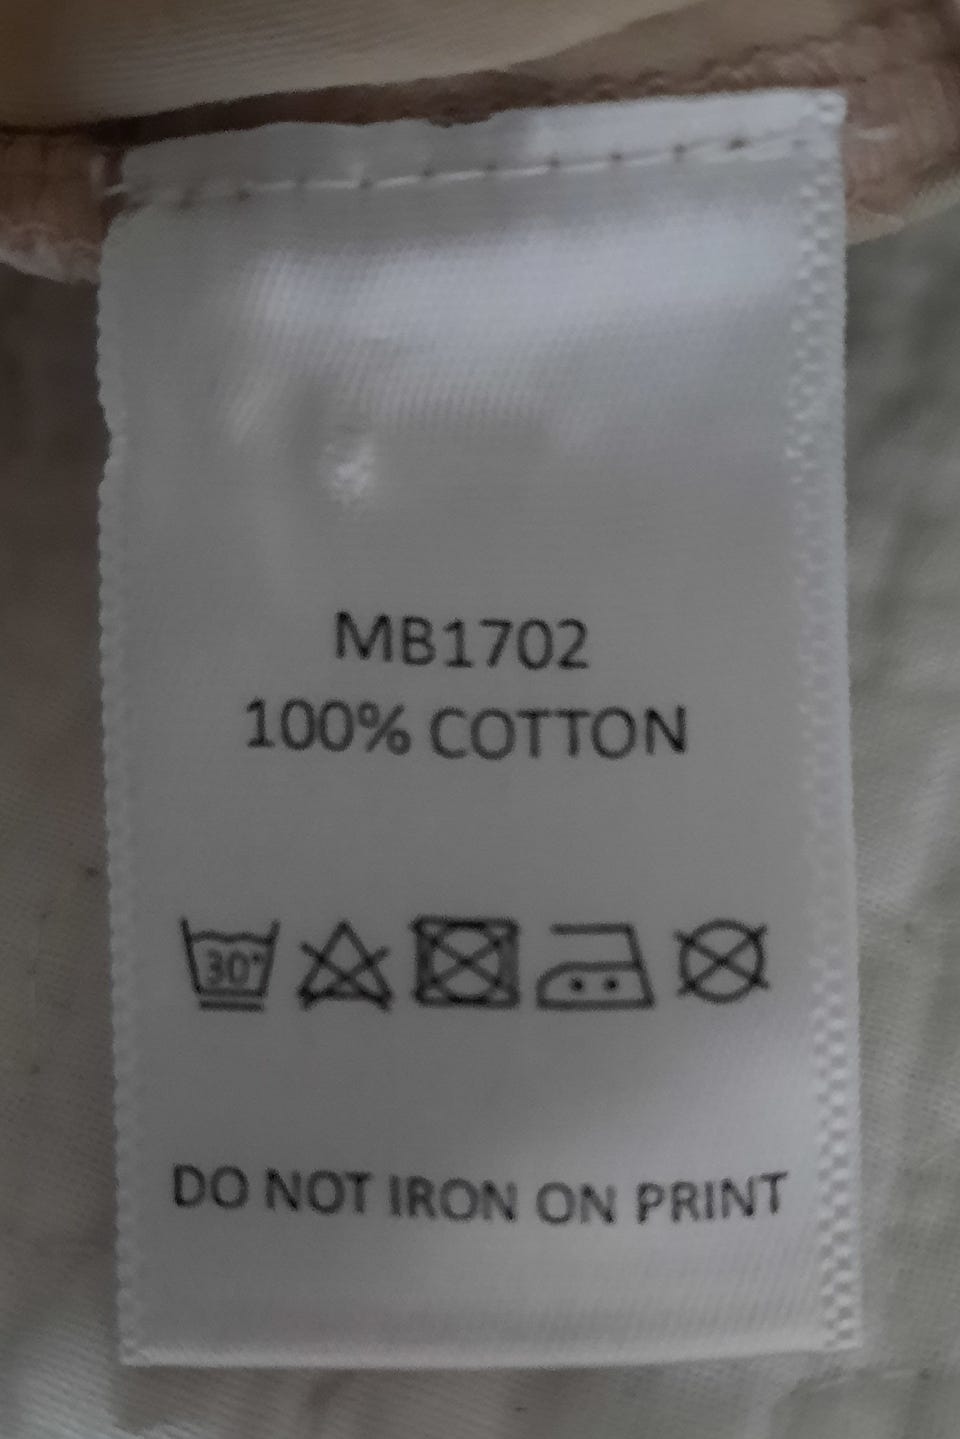 MB1702
100% COTTON
30°
DO NOT IRON ON PRINT